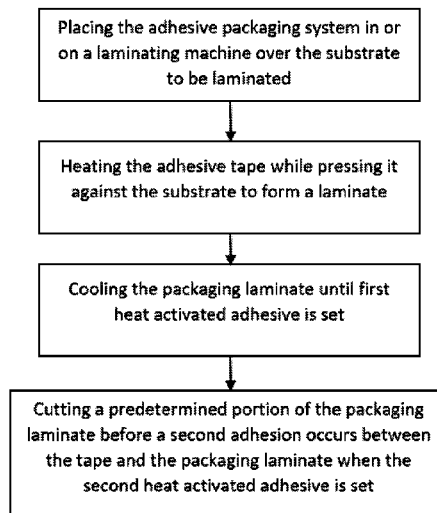 Placing the adhesive packaging system in or
on a laminating machine over the substrate
to be laminated
Heating the adhesive tape while pressing it
against the substrate to form a laminate
Cooling the packaging laminate until first
heat activated adhesive is set
Cutting a predetermined portion of the packaging
laminate before a second adhesion occurs between
the tape and the packaging laminate when the
second heat activated adhesive is set